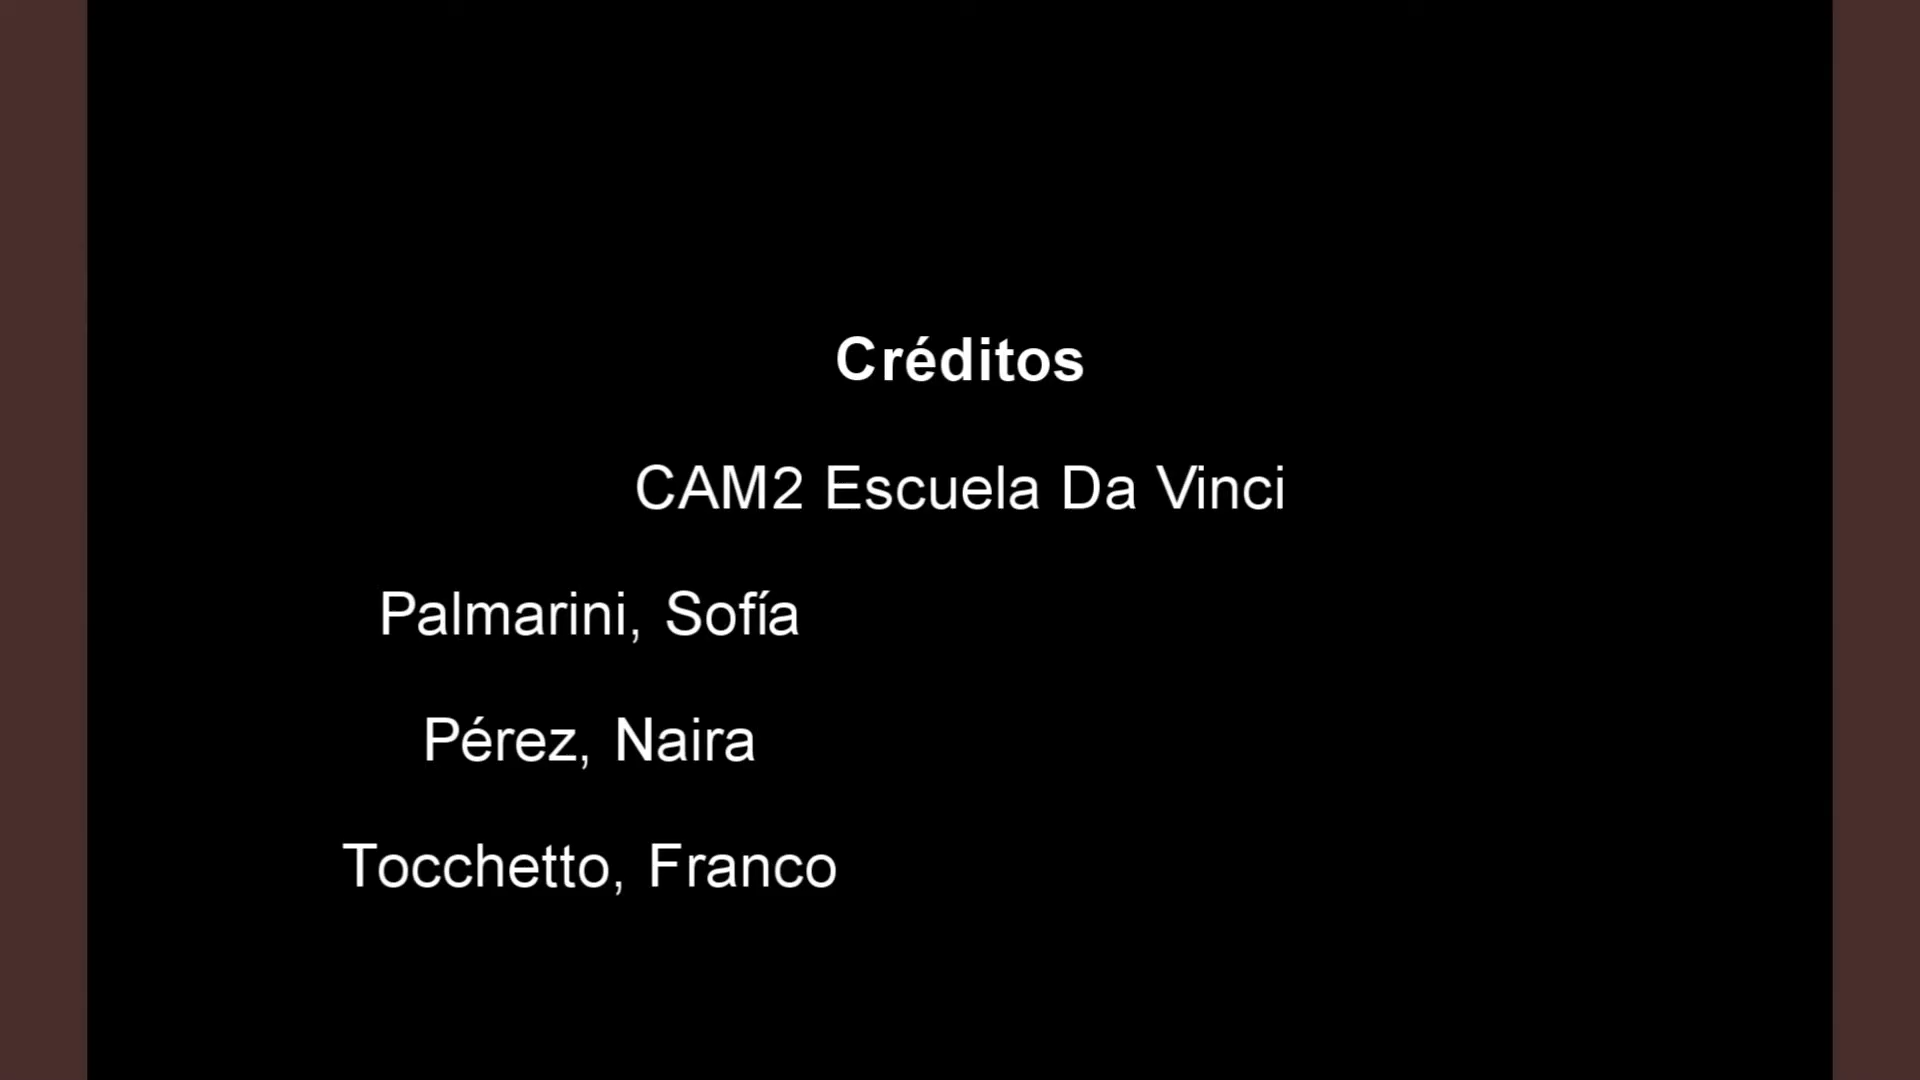 Créditos
CAM2 Escuela Da Vinci
Palmarini, Sofía
Pérez, Naira
Tocchetto, Franco